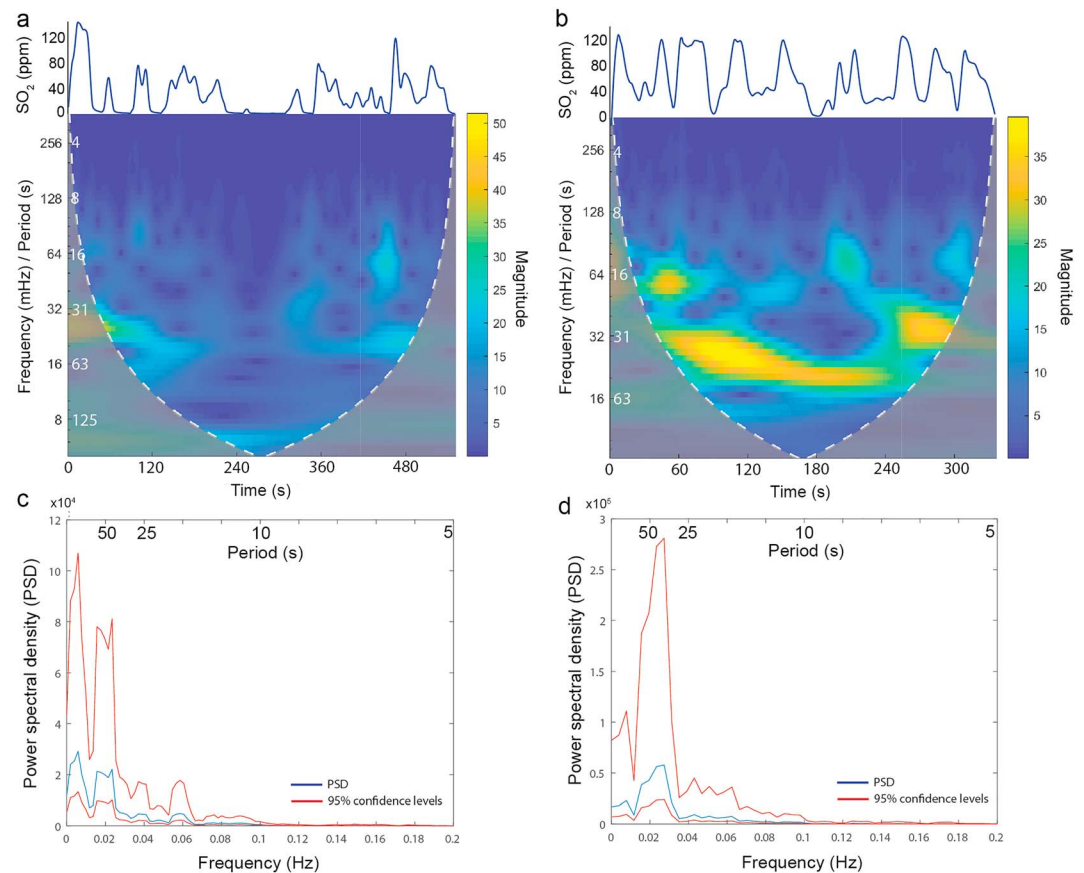 a
SO2 (ppm)
120
80
40
0
Frequency (mHz) / Period (s)
256
128
64
32
16
8
4
8
16
31
63
125
0 120 240 360 480
Time (s)
50
45
40
35
30
25
20
15
10
5
Magnitude
b
SO2 (ppm)
120
80
40
0
Frequency (mHz) / Period (s)
256
128
64
32
16
4
8
16
31
63
0 60 120 180 240 300
Time (s)
35
30
25
20
15
10
5
Magnitude
c
x10⁴
Power spectral density (PSD)
12
10
8
6
4
2
0
50 25 10 5
Period (s)
PSD
95% confidence levels
0 0.02 0.04 0.06 0.08 0.1 0.12 0.14 0.16 0.18 0.2
Frequency (Hz)
d
x10⁵
Power spectral density (PSD)
3
2.5
2
1.5
1
0.5
0
50 25 10 5
Period (s)
PSD
95% confidence levels
0 0.02 0.04 0.06 0.08 0.1 0.12 0.14 0.16 0.18 0.2
Frequency (Hz)